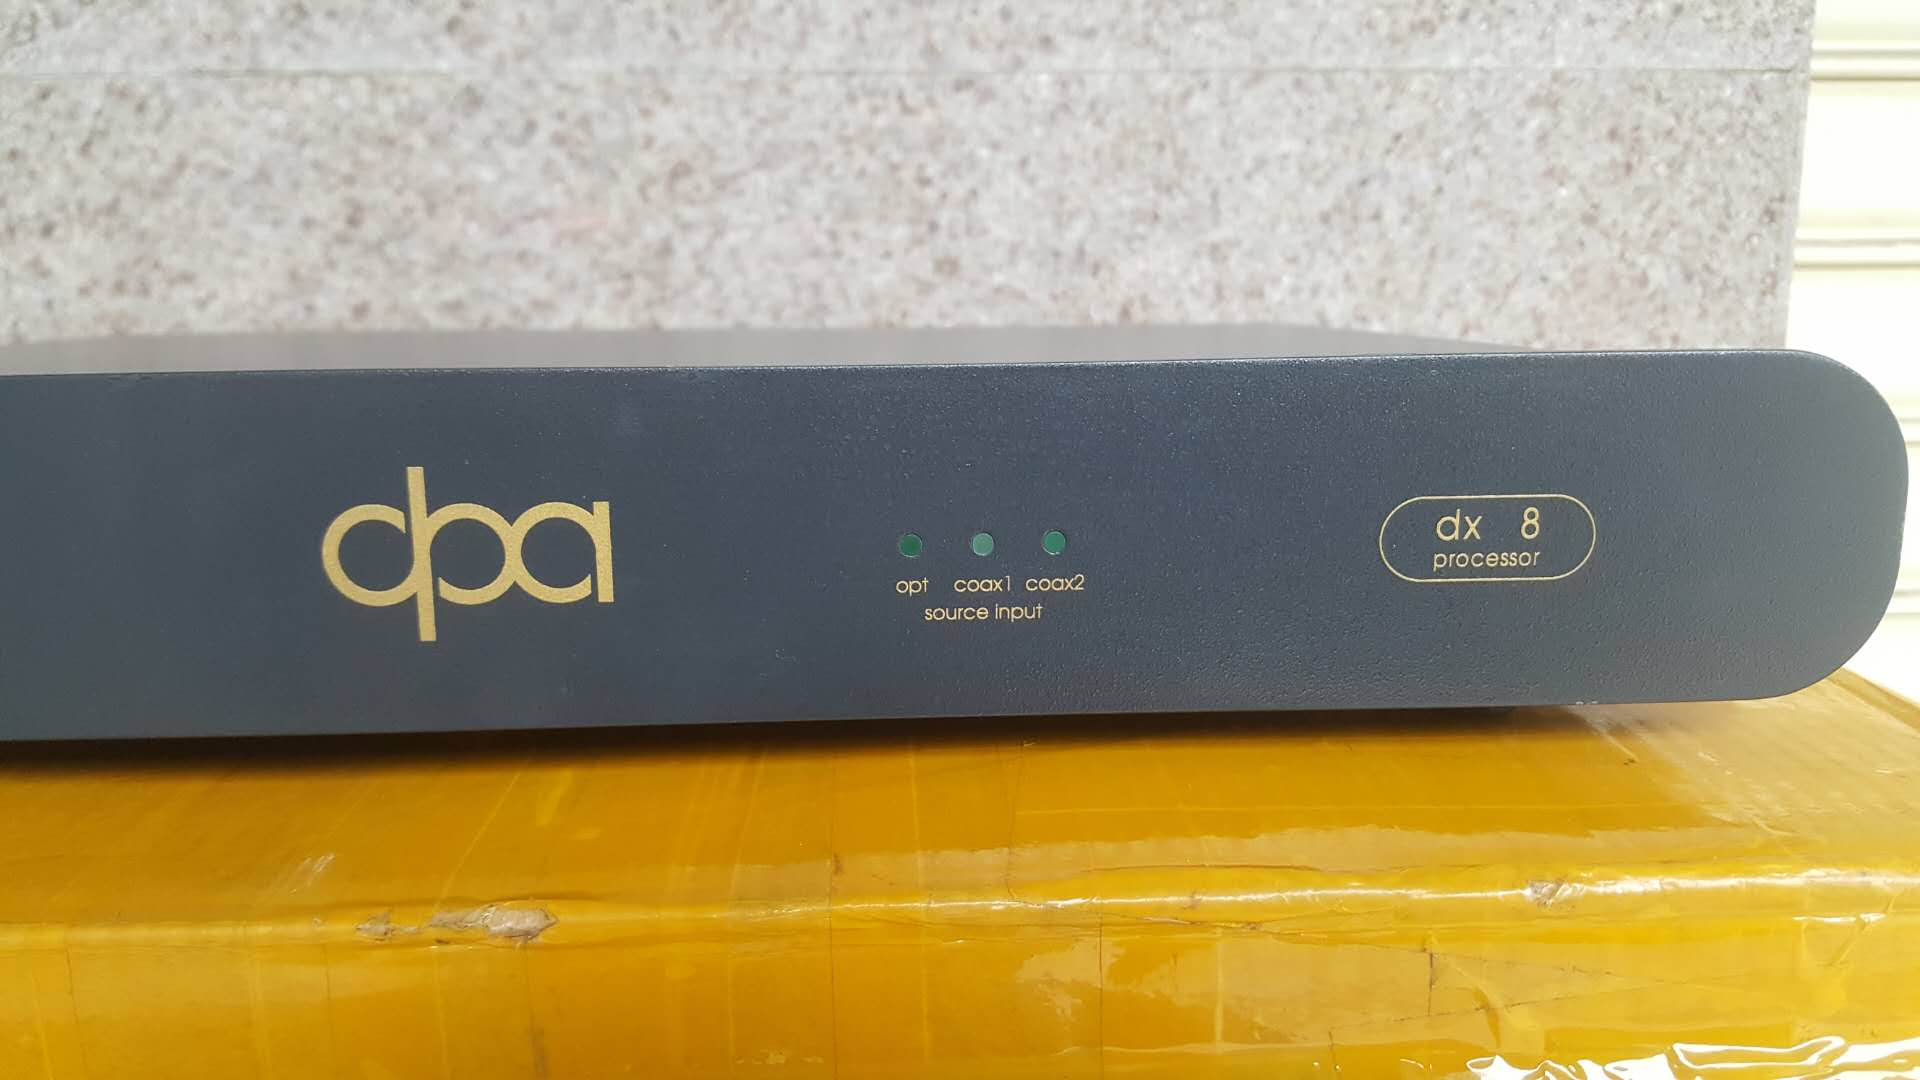 dpa
opt coax1 coax2
source input
dx 8
processor